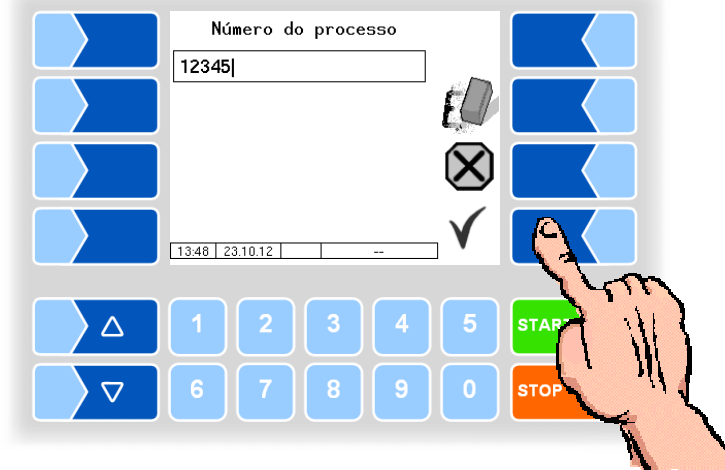 Número do processo
12345
13:48 23.10.12 --
1 2 3 4 5 START
6 7 8 9 0 STOP